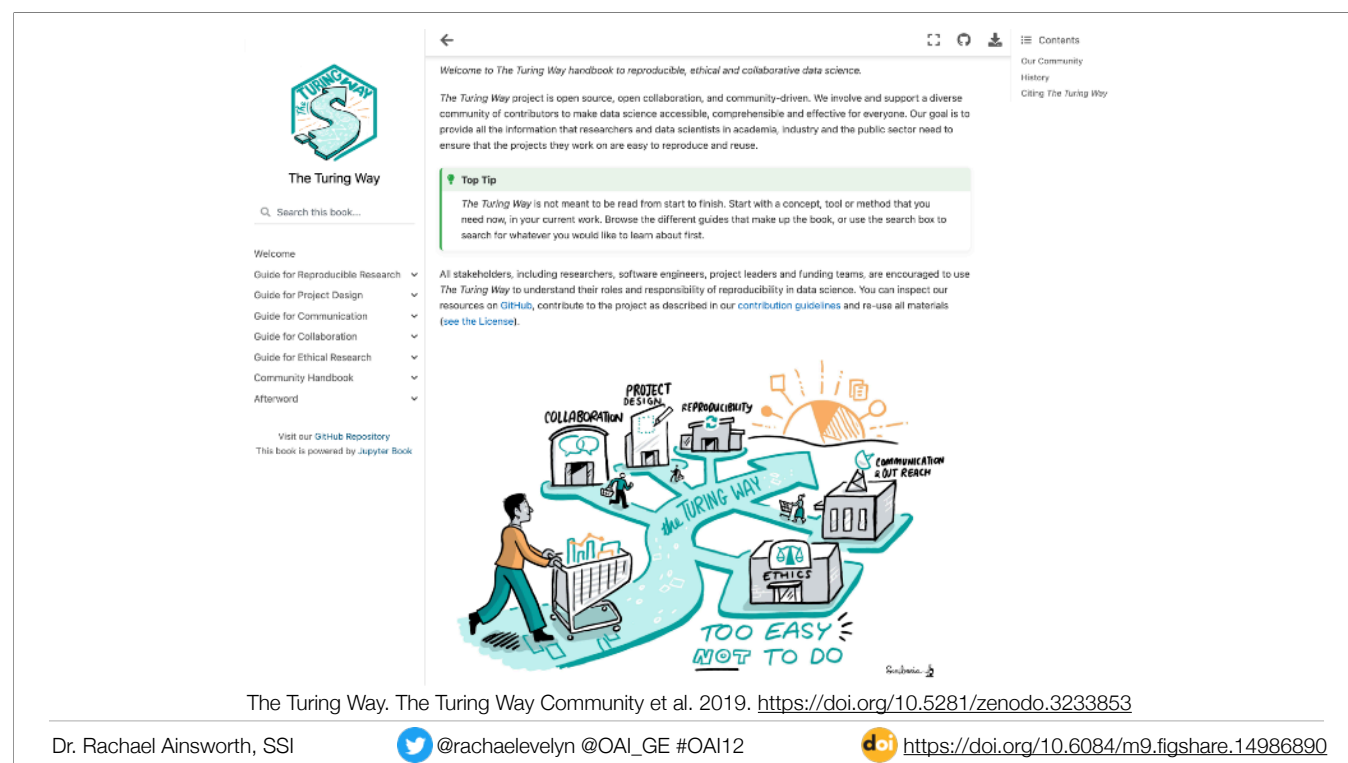 THE TURING WAY
The Turing Way
Search this book...
Welcome
Guide for Reproducible Research
Guide for Project Design
Guide for Communication
Guide for Collaboration
Guide for Ethical Research
Community Handbook
Afterword
Visit our GitHub Repository
This book is powered by Jupyter Book
Welcome to The Turing Way handbook to reproducible, ethical and collaborative data science.
The Turing Way project is open source, open collaboration, and community-driven. We involve and support a diverse
community of contributors to make data science accessible, comprehensible and effective for everyone. Our goal is to
provide all the information that researchers and data scientists in academia, industry and the public sector need to
ensure that the projects they work on are easy to reproduce and reuse.
Top Tip
The Turing Way is not meant to be read from start to finish. Start with a concept, tool or method that you
need now, in your current work. Browse the different guides that make up the book, or use the search box to
search for whatever you would like to learn about first.
All stakeholders, including researchers, software engineers, project leaders and funding teams, are encouraged to use
The Turing Way to understand their roles and responsibility of reproducibility in data science. You can inspect our
resources on GitHub, contribute to the project as described in our contribution guidelines and re-use all materials
(see the License).
COLLABORATION
PROJECT
DESIGN
REPRODUCIBILITY
COMMUNICATION
& OUT REACH
the TURING WAY
ETHICS
TOO EASY
NOT TO DO
Scriberia
Contents
Our Community
History
Citing The Turing Way
The Turing Way. The Turing Way Community et al. 2019. https://doi.org/10.5281/zenodo.3233853
Dr. Rachael Ainsworth, SSI
@rachaelevelyn @OAI_GE #OAI12
doi https://doi.org/10.6084/m9.figshare.14986890